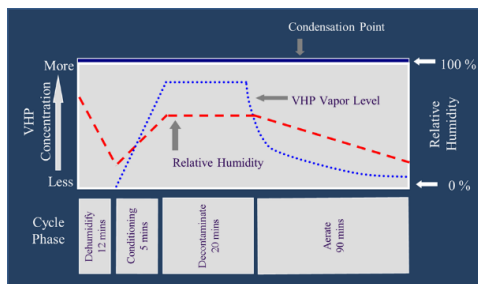 Condensation Point
More
100 %
VHP
Concentration
VHP Vapor Level
Relative
Humidity
Relative Humidity
Less
0 %
Cycle
Phase
Dehumidify
12 mins
Conditioning
5 mins
Decontaminate
20 mins
Aerate
90 mins